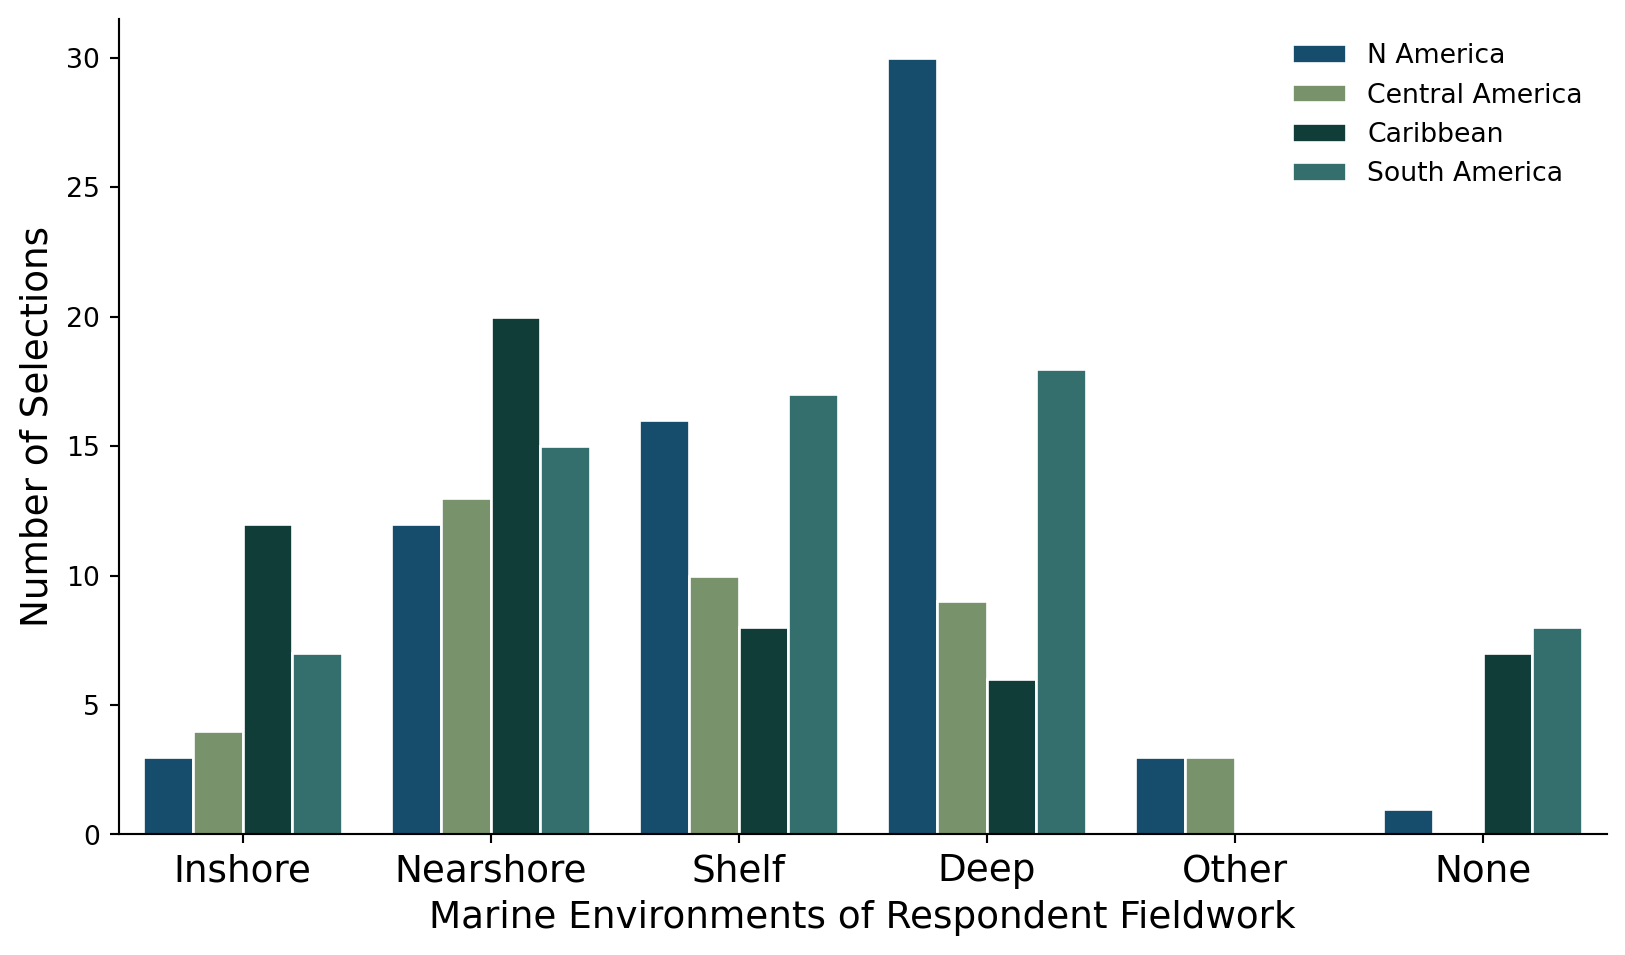 Number of Selections
30
25
20
15
10
5
0
N America
Central America
Caribbean
South America
Inshore Nearshore Shelf Deep Other None
Marine Environments of Respondent Fieldwork